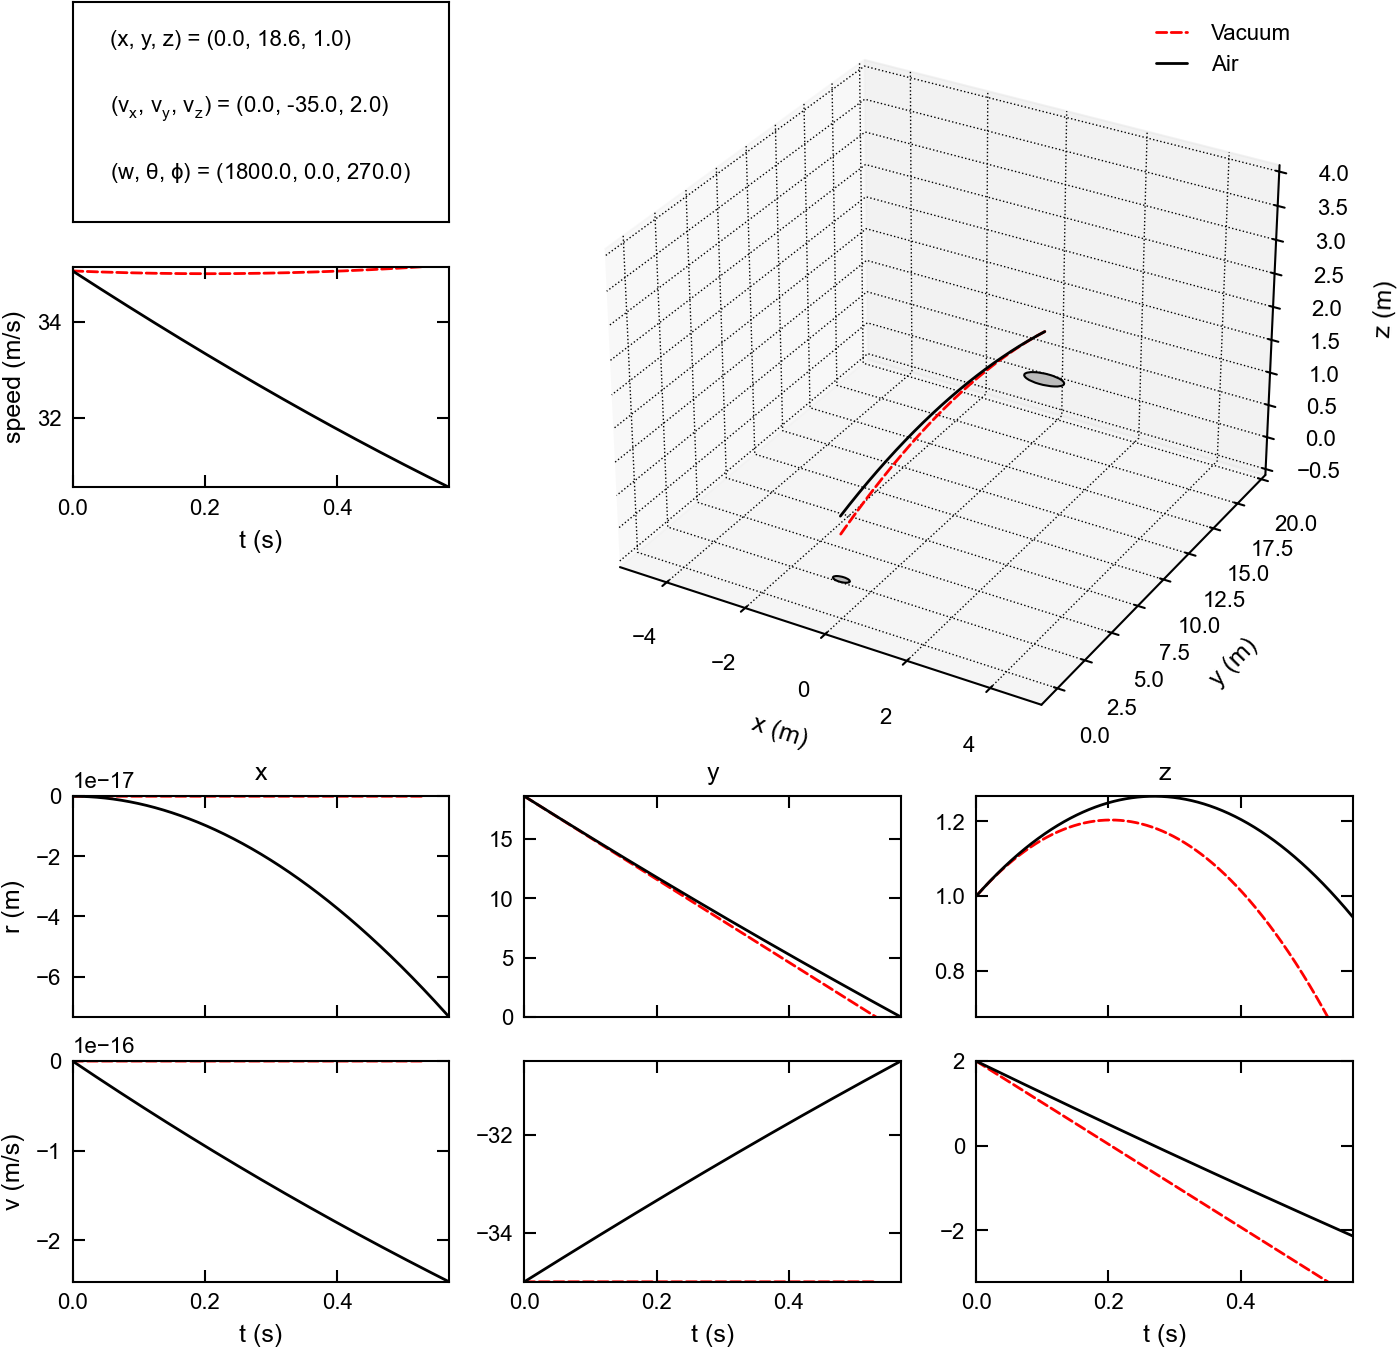 (x, y, z) = (0.0, 18.6, 1.0)
(vx, vy, vz) = (0.0, -35.0, 2.0)
(w, θ, ϕ) = (1800.0, 0.0, 270.0)
Vacuum
Air
34
32
speed (m/s)
0.0 0.2 0.4
t (s)
4.0
3.5
3.0
2.5
2.0
1.5
1.0
0.5
0.0
−0.5
z (m)
20.0
17.5
15.0
12.5
10.0
7.5
5.0
2.5
0.0
y (m)
−4
−2
0
2
4
x (m)
x
1e−17
0
−2
−4
−6
r (m)
y
15
10
5
0
z
1.2
1.0
0.8
1e−16
0
−1
−2
v (m/s)
0.0 0.2 0.4
t (s)
−32
−34
0.0 0.2 0.4
t (s)
2
0
−2
0.0 0.2 0.4
t (s)